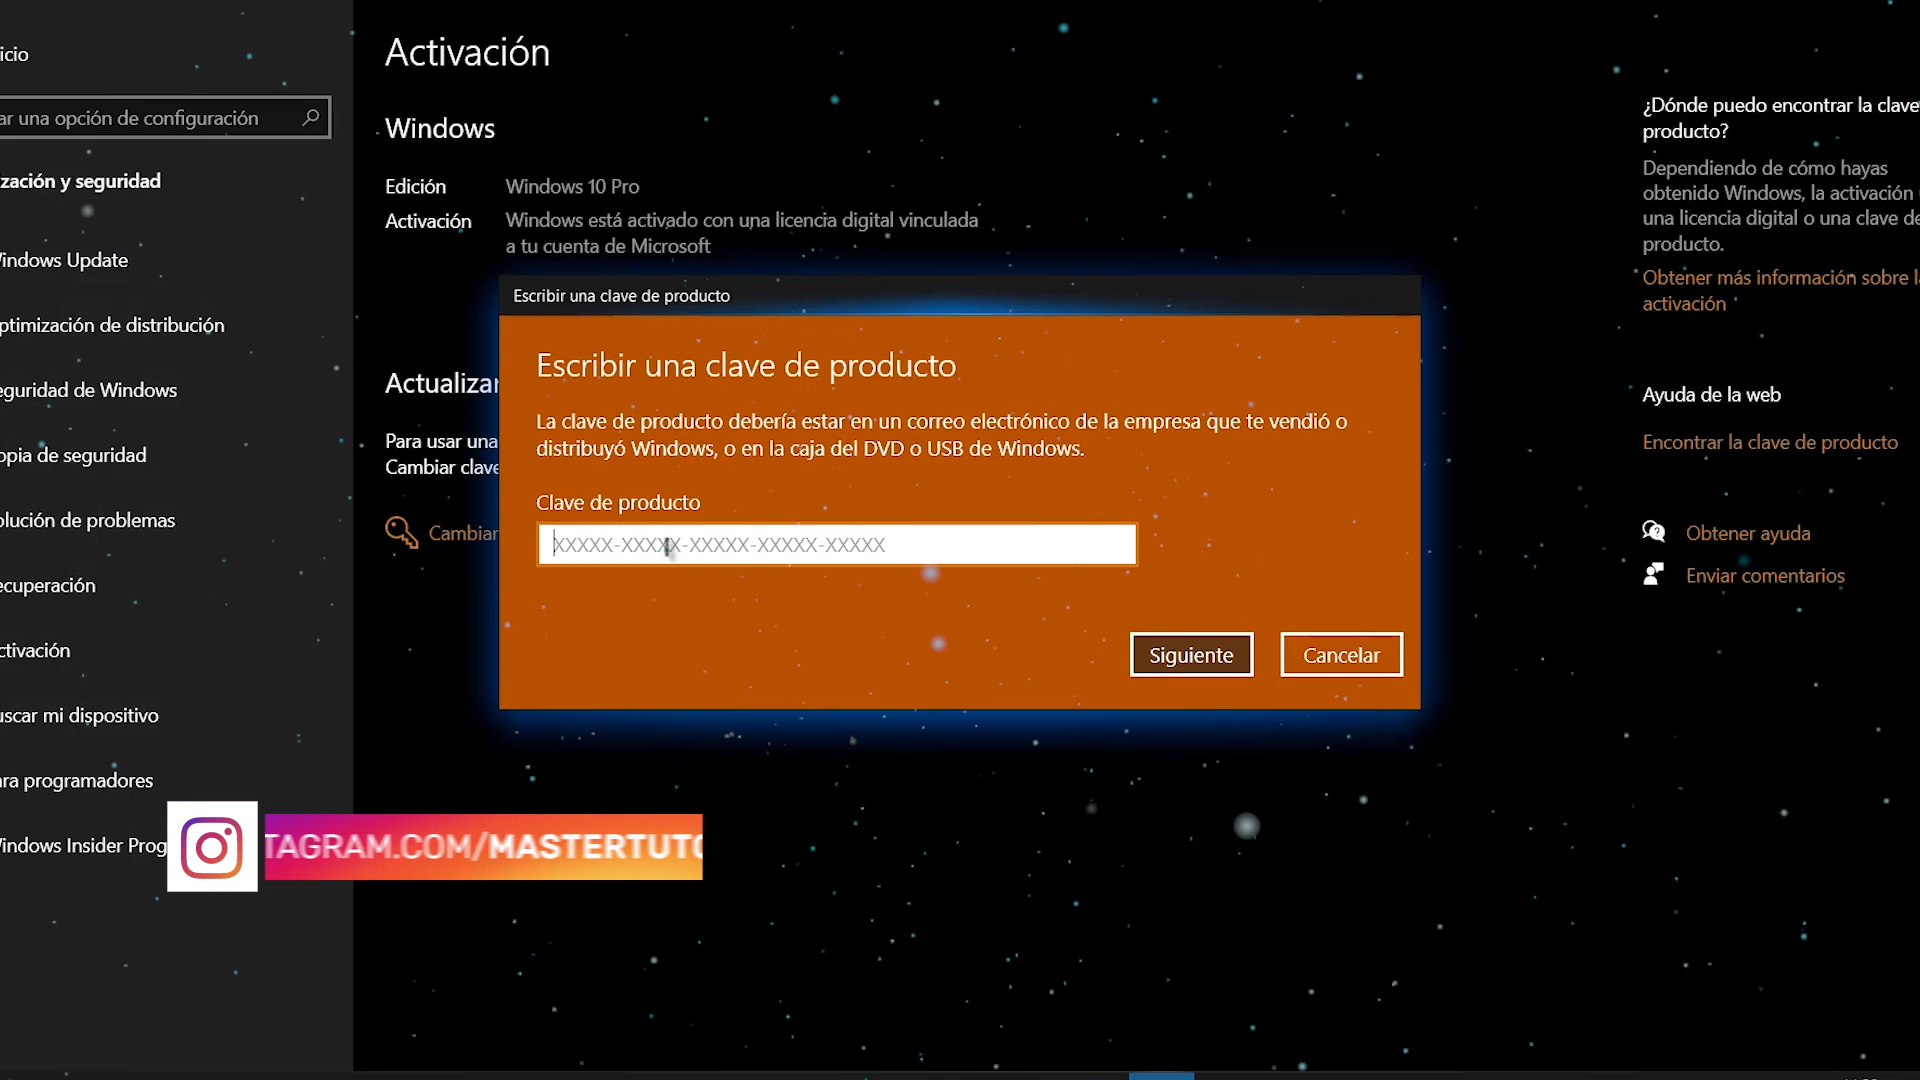 icio
ar una opción de configuración
zación y seguridad
indows Update
ptimización de distribución
eguridad de Windows
opia de seguridad
olución de problemas
ecuperación
ctivación
uscar mi dispositivo
ara programadores
indows Insider Prog
Activación
Windows
Edición Windows 10 Pro
Activación Windows está activado con una licencia digital vinculada
a tu cuenta de Microsoft
Actualizar
Para usar una
Cambiar clave
Cambiar
Escribir una clave de producto
Escribir una clave de producto
La clave de producto debería estar en un correo electrónico de la empresa que te vendió o
distribuyó Windows, o en la caja del DVD o USB de Windows.
Clave de producto
XXXXX-XXXXX-XXXXX-XXXXX-XXXXX
Siguiente Cancelar
¿Dónde puedo encontrar la clave
producto?
Dependiendo de cómo hayas
obtenido Windows, la activación
una licencia digital o una clave de
producto.
Obtener más información sobre la
activación
Ayuda de la web
Encontrar la clave de producto
Obtener ayuda
Enviar comentarios
TAGRAM.COM/MASTERTUTO